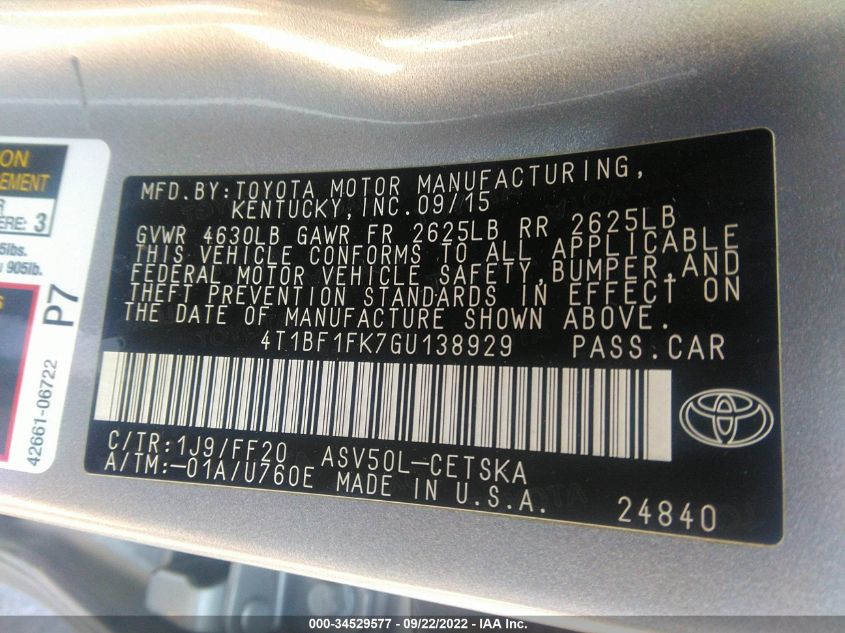 ON
EMENT
R
ERE: 3
5lbs.
u 905lb.
s
P7
42661-06722
MFD.BY:TOYOTA MOTOR MANUFACTURING,
KENTUCKY,INC.09/15
GVWR 4630LB GAWR FR 2625LB RR 2625LB
THIS VEHICLE CONFORMS TO ALL APPLICABLE
FEDERAL MOTOR VEHICLE SAFETY,BUMPER,AND
THEFT PREVENTION STANDARDS IN EFFECT ON
THE DATE OF MANUFACTURE SHOWN ABOVE.
4T1BF1FK7GU138929 PASS.CAR
C/TR:1J9/FF20 ASV50L-CETSKA
A/TM:-01A/U760E MADE IN U.S.A.
24840
000-34529577 - 09/22/2022 - IAA Inc.